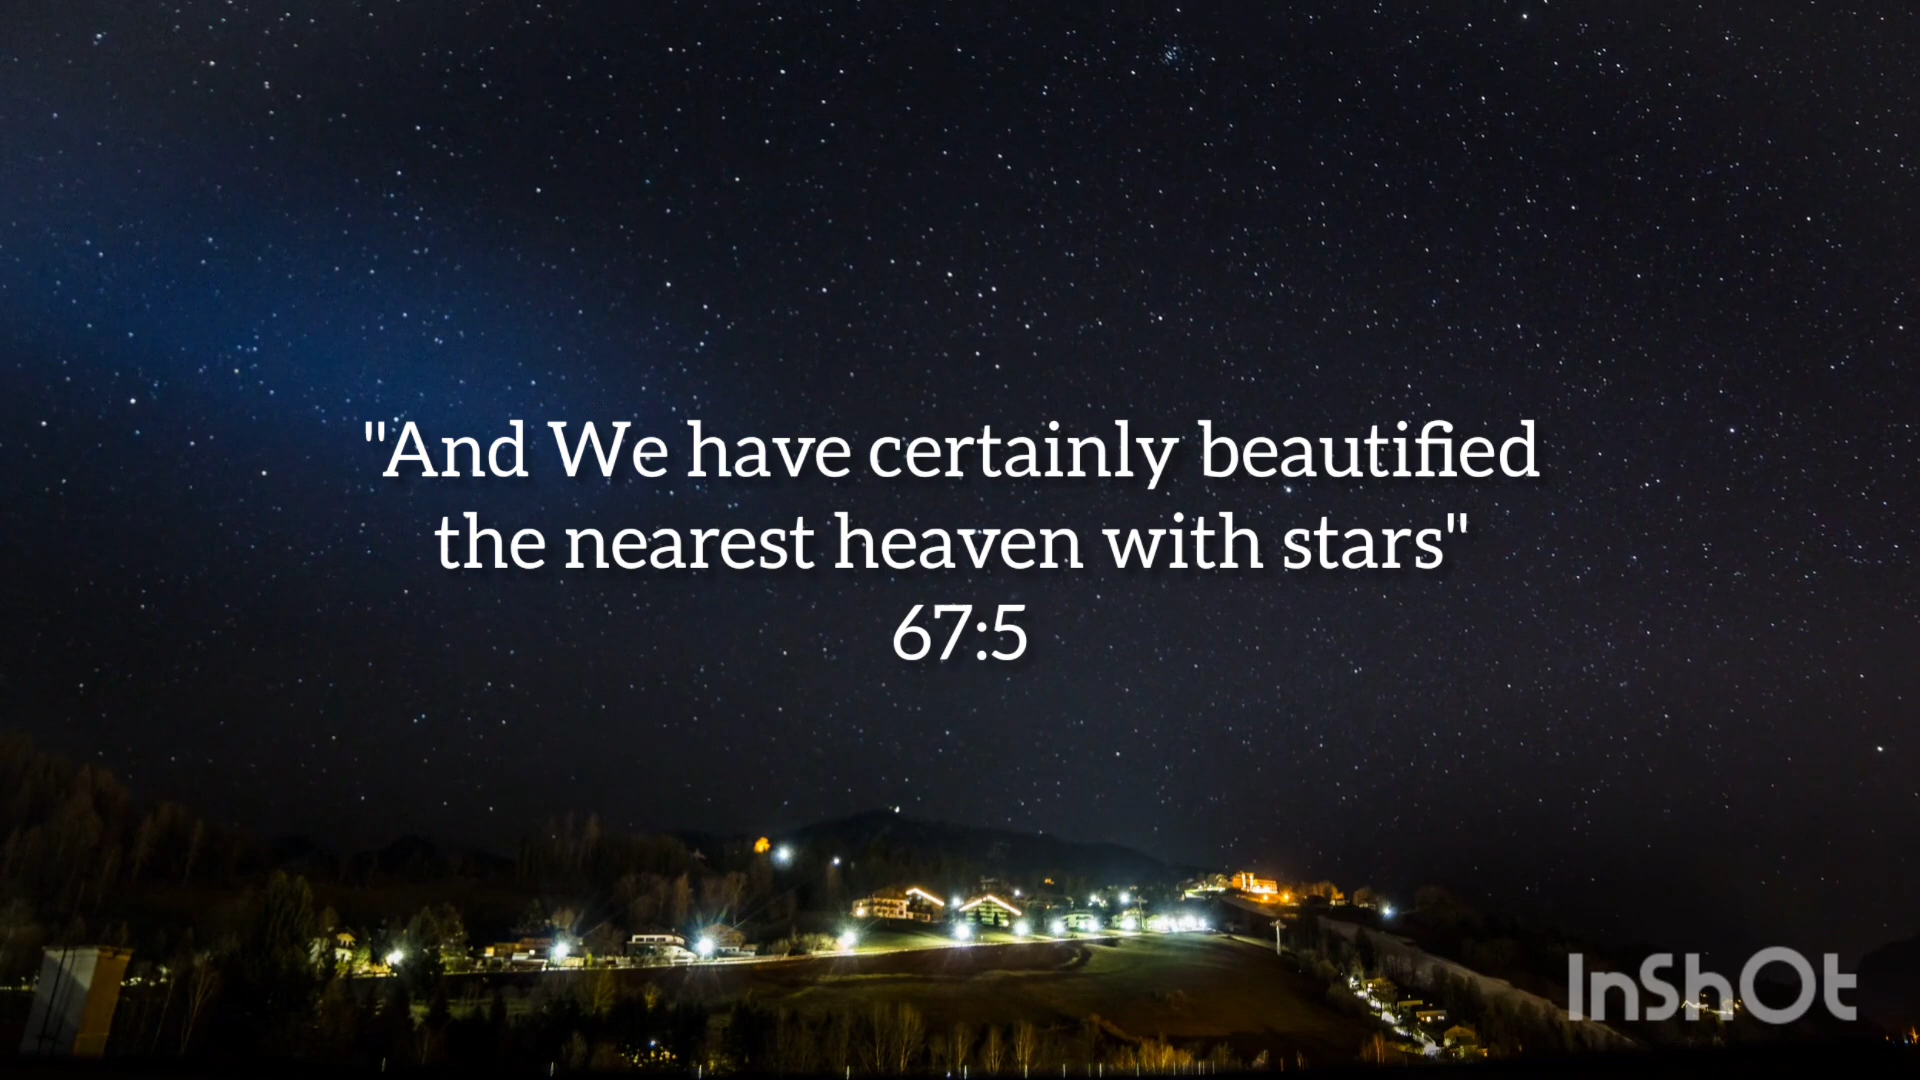 "And We have certainly beautified
the nearest heaven with stars"
67:5
InShOt